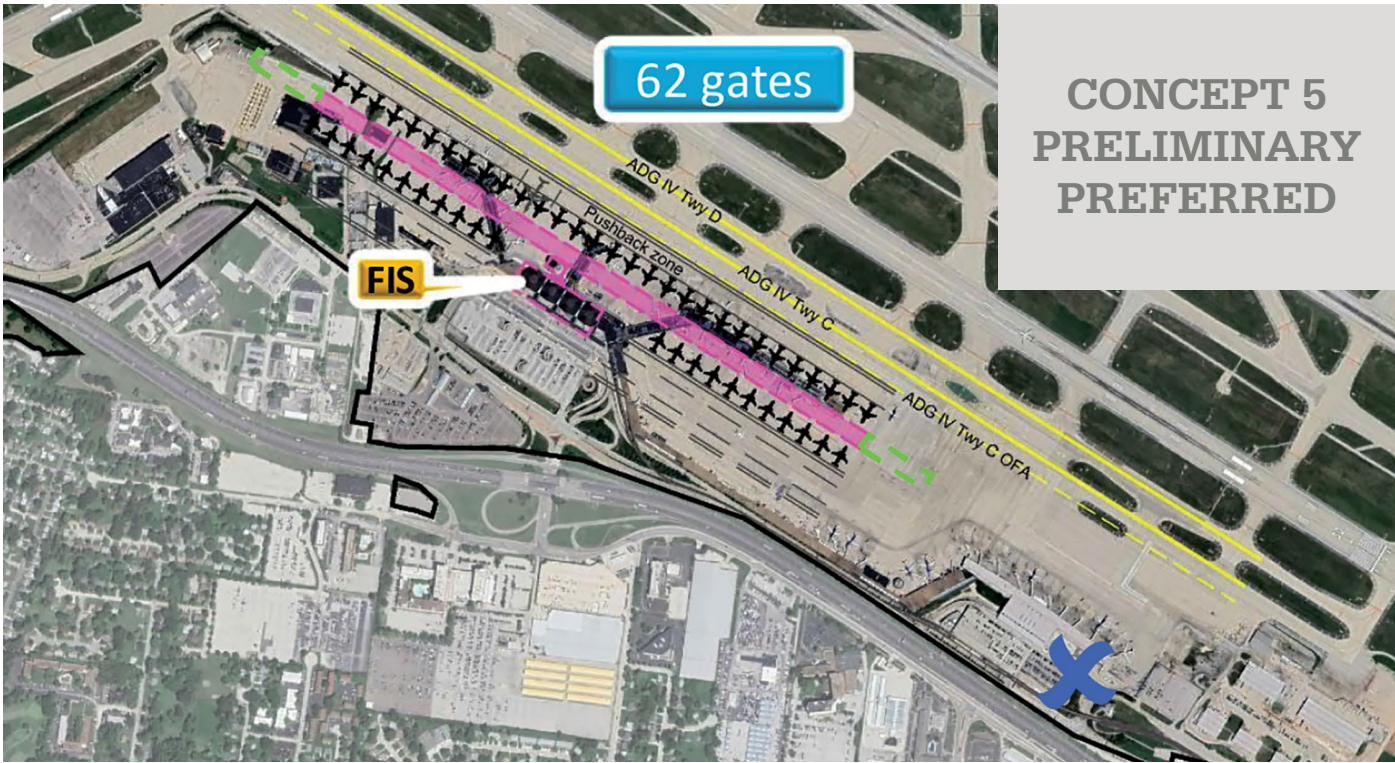 62 gates
CONCEPT 5
PRELIMINARY
PREFERRED
ADG IV Twy D
Pushback zone
ADG IV Twy C
FIS
ADG IV Twy C OFA